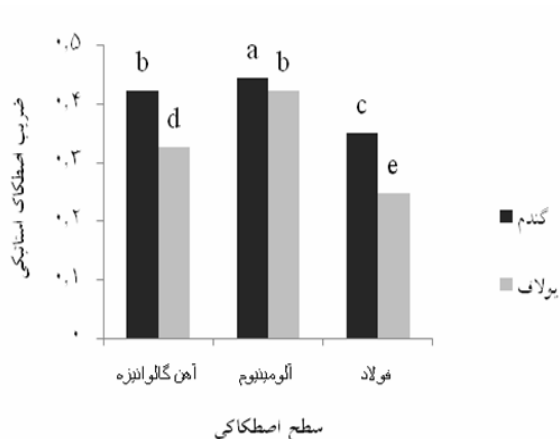 ضریب اصطکاک استاتیکی
۰.۵
۰.۴
۰.۳
۰.۲
۰.۱
۰
b
d
a
b
c
e
آهن گالوانیزه
آلومینیوم
فولاد
سطح اصطکاکی
گندم
یولاف